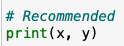 # Recommended
print(x, y)